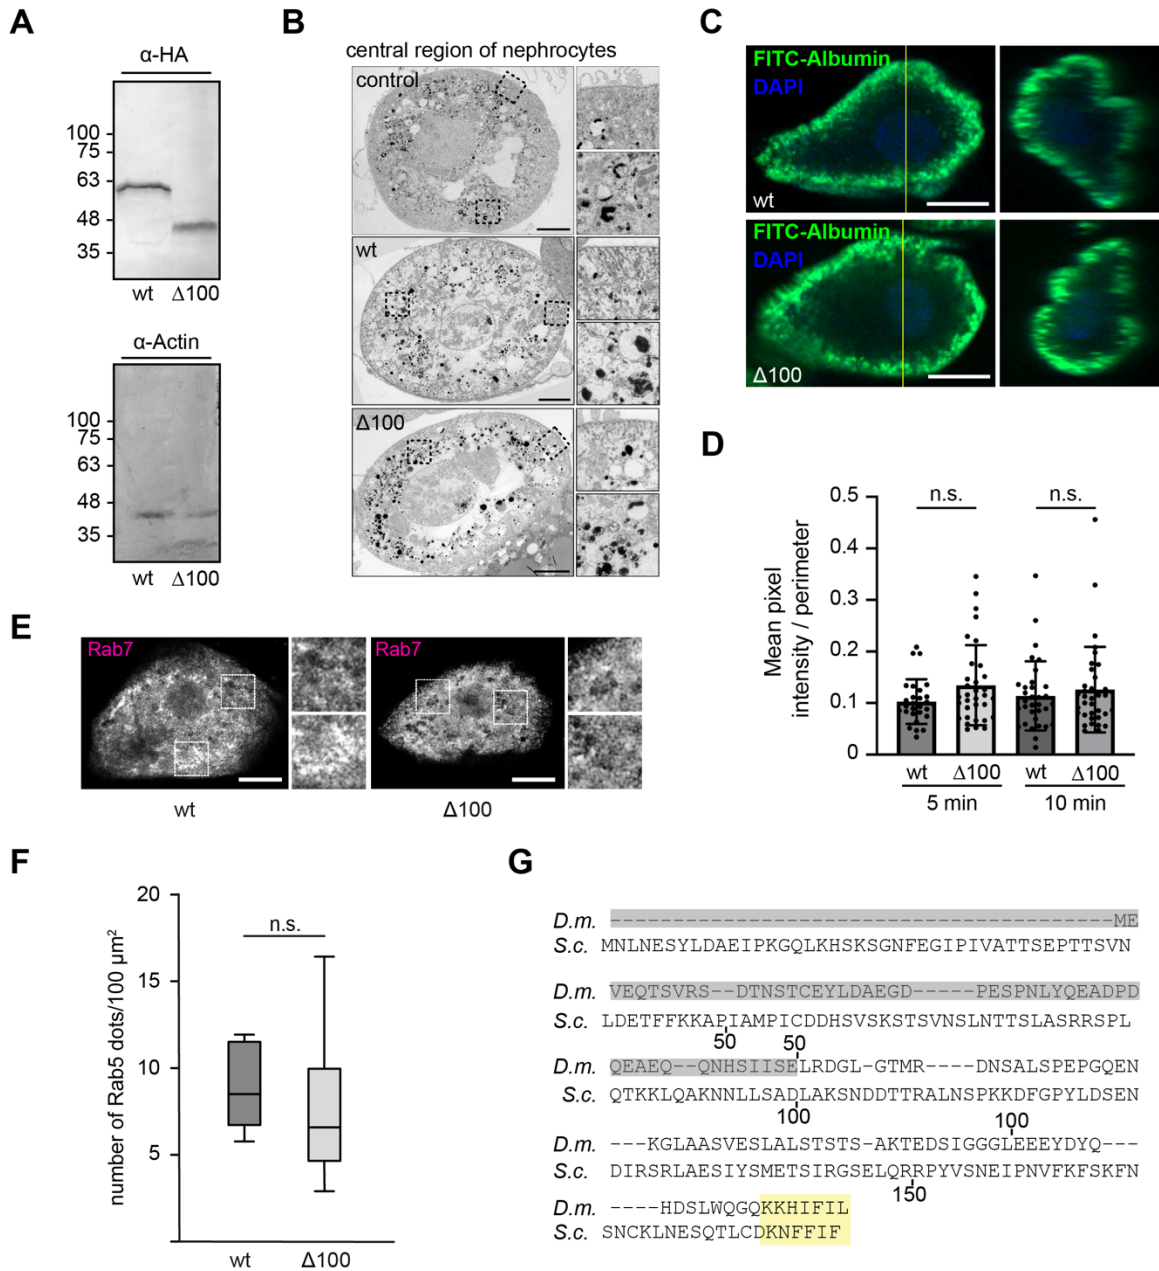 A
α-HA
100
75
63
48
35
wt Δ100
α-Actin
100
75
63
48
35
wt Δ100
B
central region of nephrocytes
control
wt
Δ100
C
FITC-Albumin
DAPI
wt
FITC-Albumin
DAPI
Δ100
D
n.s. n.s.
Mean pixel
intensity / perimeter
0.5
0.4
0.3
0.2
0.1
0
wt Δ100 wt Δ100
5 min 10 min
E
Rab7 Rab7
wt Δ100
F
number of Rab5 dots/100 µm²
20
15
10
5
n.s.
wt Δ100
G
D.m. --------------------------------------ME
S.c. MNLNESYLDAEIPKGQLKHSKSGNFEGIPIVATTSEPTTSVN
D.m. VEQTSVRS--DTNSTCEYLDAEGD-----PESPNLYQEADPD
S.c. LDETFFKKAPIAMPICDDHSVSKSTSVNSLNTTSLASRRSPL
50 50
D.m. QEAEQ--QNHSIISELRDGL-GTMR----DNSALSPEPGQEN
S.c. QTKKLQAKNNLLSADLAKSNDDTTRALNSPKKDFGPYLDSEN
100 100
D.m. ---KGLAASVESLALSTSTS-AKTEDSIGGGLEEEYDYQ---
S.c. DIRSRLAESIYSMETSIRGSELQRRPYVSNEIPNVFKFSKFN
150
D.m. ----HDSLWQGQKKHIFIL
S.c. SNCKLNESQTLCDKNFFIF